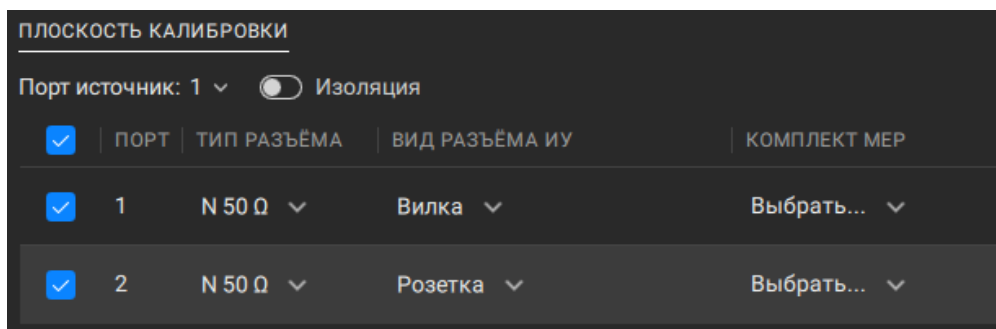 ПЛОСКОСТЬ КАЛИБРОВКИ
Порт источник: 1 Изоляция
ПОРТ ТИП РАЗЪЁМА ВИД РАЗЪЁМА ИУ КОМПЛЕКТ МЕР
1 N 50 Ω Вилка Выбрать...
2 N 50 Ω Розетка Выбрать...